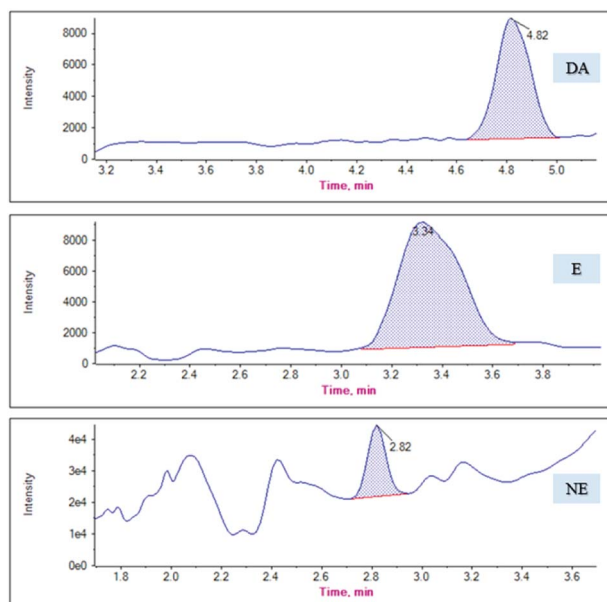 8000
6000
4000
2000
0
Intensity
4.82
DA
3.2 3.4 3.6 3.8 4.0 4.2 4.4 4.6 4.8 5.0
Time, min
8000
6000
4000
2000
0
Intensity
3.34
E
2.2 2.4 2.6 2.8 3.0 3.2 3.4 3.6 3.8
Time, min
4e4
3e4
2e4
1e4
0e0
Intensity
2.82
NE
1.8 2.0 2.2 2.4 2.6 2.8 3.0 3.2 3.4 3.6
Time, min